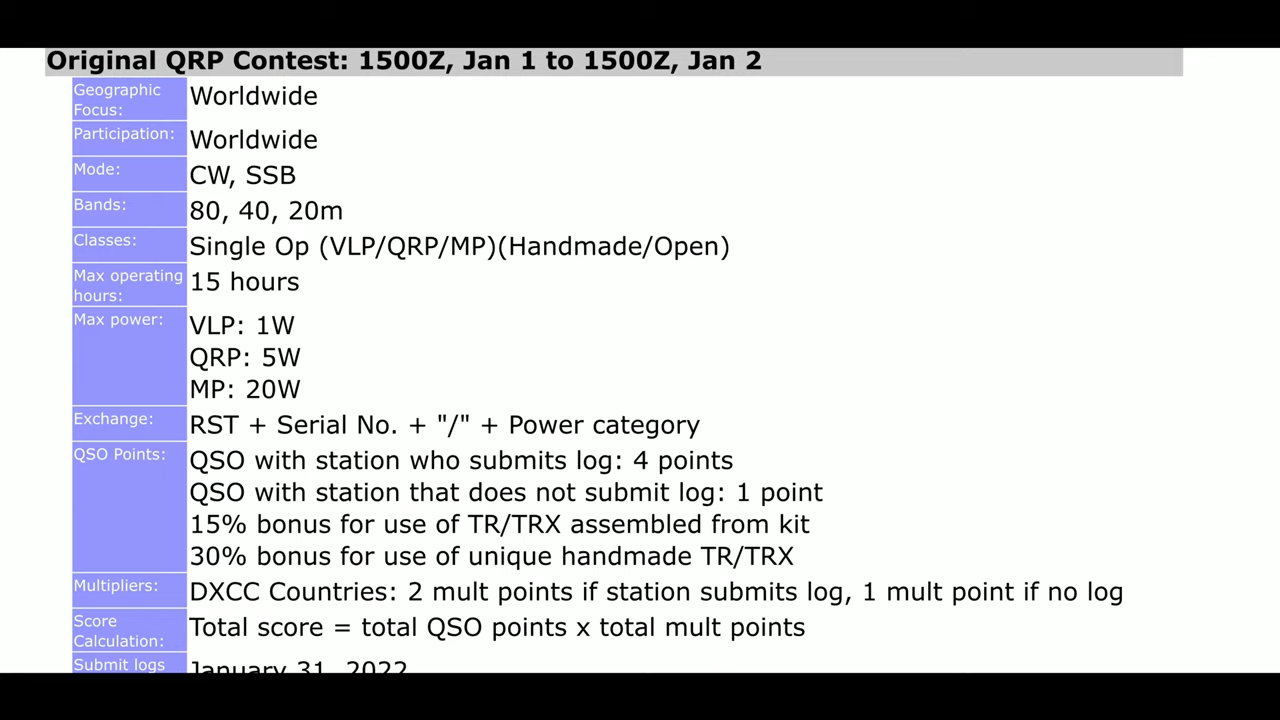 Original QRP Contest: 1500Z, Jan 1 to 1500Z, Jan 2
Geographic Focus: Worldwide
Participation: Worldwide
Mode: CW, SSB
Bands: 80, 40, 20m
Classes: Single Op (VLP/QRP/MP)(Handmade/Open)
Max operating hours: 15 hours
Max power: VLP: 1W
QRP: 5W
MP: 20W
Exchange: RST + Serial No. + "/" + Power category
QSO Points: QSO with station who submits log: 4 points
QSO with station that does not submit log: 1 point
15% bonus for use of TR/TRX assembled from kit
30% bonus for use of unique handmade TR/TRX
Multipliers: DXCC Countries: 2 mult points if station submits log, 1 mult point if no log
Score Calculation: Total score = total QSO points x total mult points
Submit logs January 31, 2022